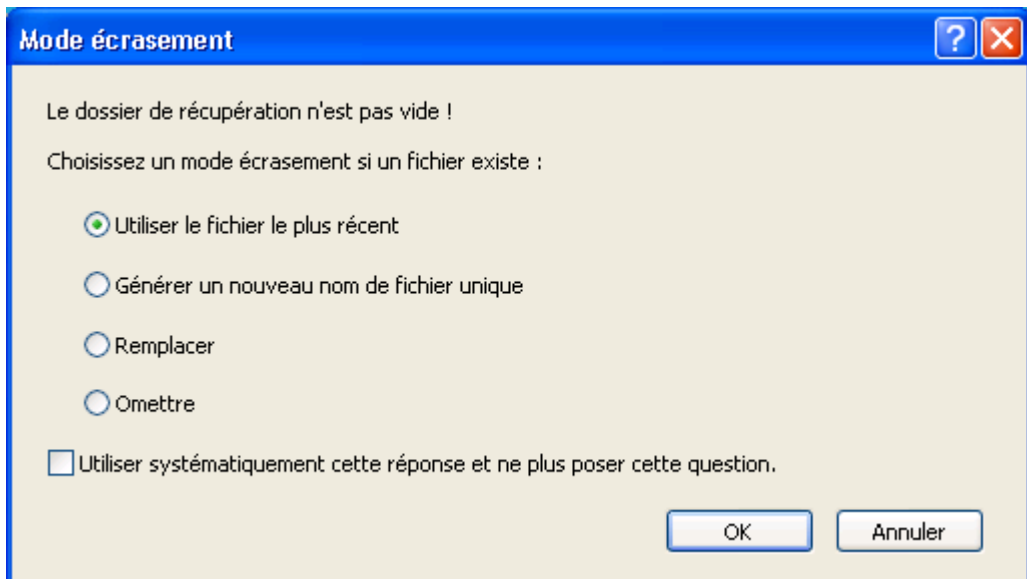 Mode écrasement
Le dossier de récupération n'est pas vide !
Choisissez un mode écrasement si un fichier existe :
Utiliser le fichier le plus récent
Générer un nouveau nom de fichier unique
Remplacer
Omettre
Utiliser systématiquement cette réponse et ne plus poser cette question.
OK Annuler